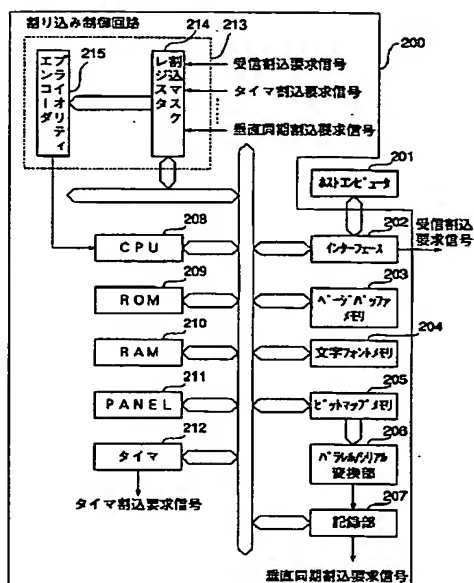 割り込み制御回路
215
プライオリティ
エンコーダ
214
割込マスク
レジスタ
213
受信割込要求信号
タイマ割込要求信号
垂直同期割込要求信号
200
201
ホストコンピュータ
208
CPU
202
インターフェース
受信割込
要求信号
209
ROM
203
ページバッファ
メモリ
210
RAM
204
文字フォントメモリ
211
PANEL
205
ビットマップメモリ
212
タイマ
タイマ割込要求信号
206
パラレル/シリアル
変換部
207
記録部
垂直同期割込要求信号